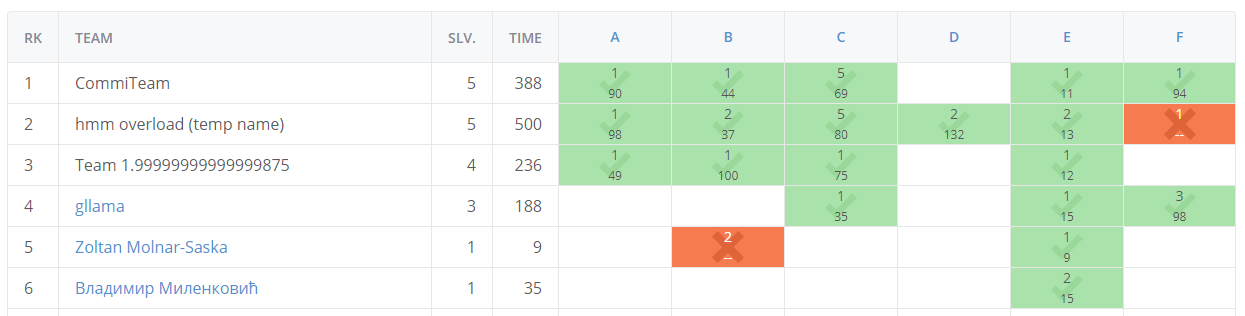 RK TEAM SLV. TIME A B C D E F
1 CommiTeam 5 388 1 90 1 44 5 69 1 11 1 94
2 hmm overload (temp name) 5 500 1 98 2 37 5 80 2 132 2 13 1 --
3 Team 1.99999999999999875 4 236 1 49 1 100 1 75 1 12
4 gllama 3 188 1 35 1 15 3 98
5 Zoltan Molnar-Saska 1 9 2 -- 1 9
6 Владимир Миленковић 1 35 2 15